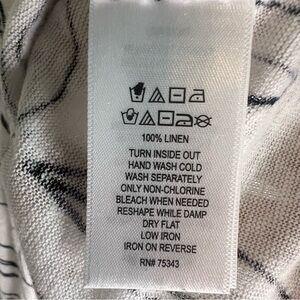 100% LINEN
TURN INSIDE OUT
HAND WASH COLD
WASH SEPARATELY
ONLY NON-CHLORINE
BLEACH WHEN NEEDED
RESHAPE WHILE DAMP
DRY FLAT
LOW IRON
IRON ON REVERSE
RN# 75343